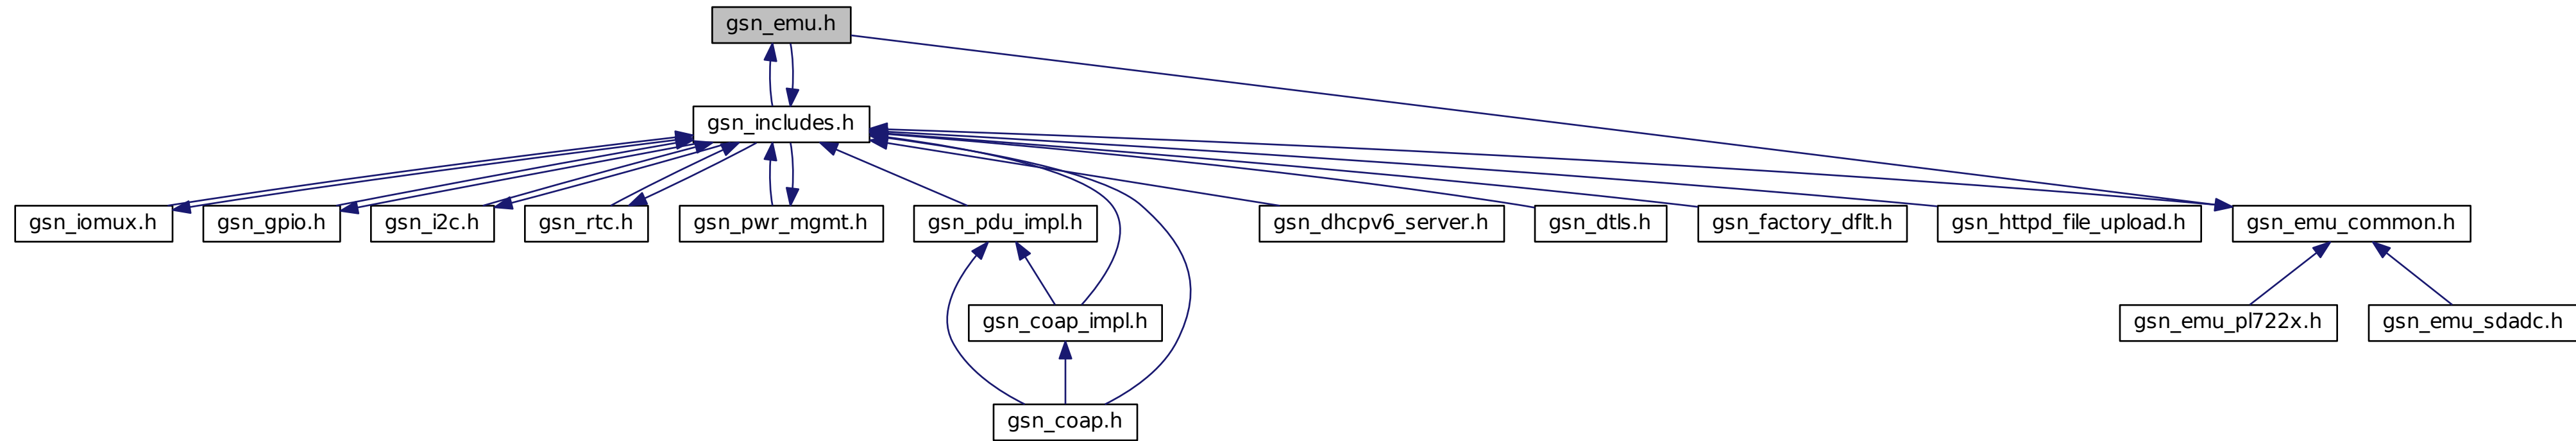 gsn_emu.h
gsn_includes.h
gsn_iomux.h
gsn_gpio.h
gsn_i2c.h
gsn_rtc.h
gsn_pwr_mgmt.h
gsn_pdu_impl.h
gsn_dhcpv6_server.h
gsn_dtls.h
gsn_factory_dflt.h
gsn_httpd_file_upload.h
gsn_emu_common.h
gsn_coap_impl.h
gsn_emu_pl722x.h
gsn_emu_sdadc.h
gsn_coap.h